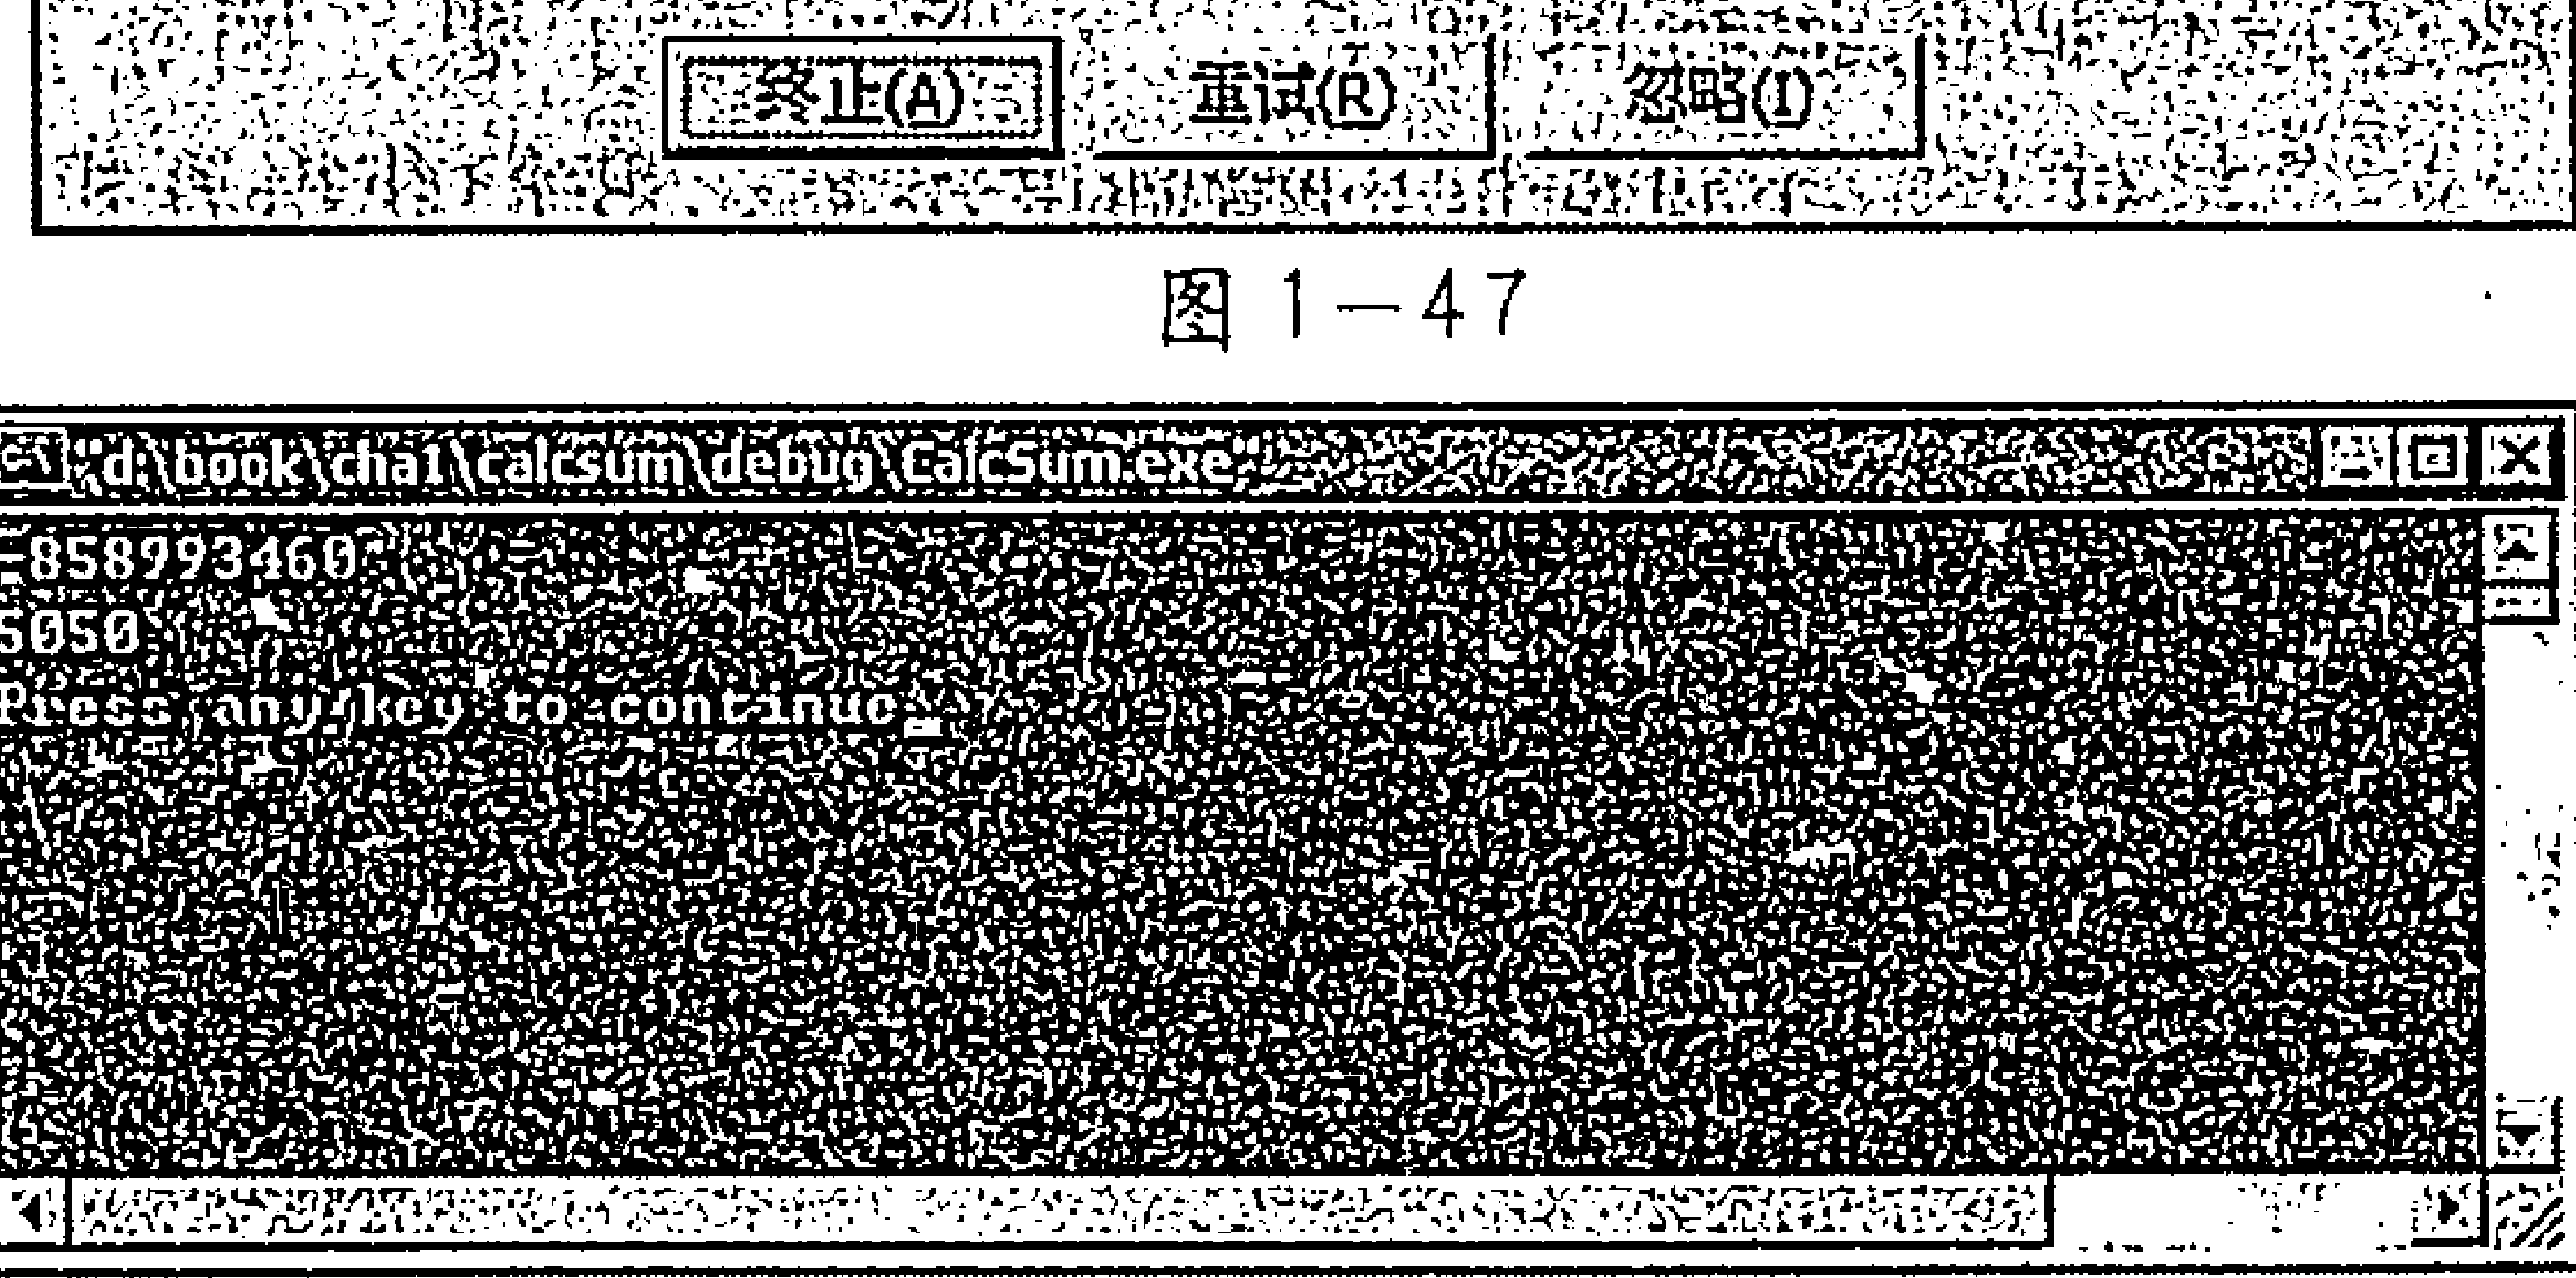 终止(A) 重试(R) 忽略(I)
图 1-47
"d:\book\cha1\calcsum\debug\CalcSum.exe"
-858993460
5050
Press any key to continue_